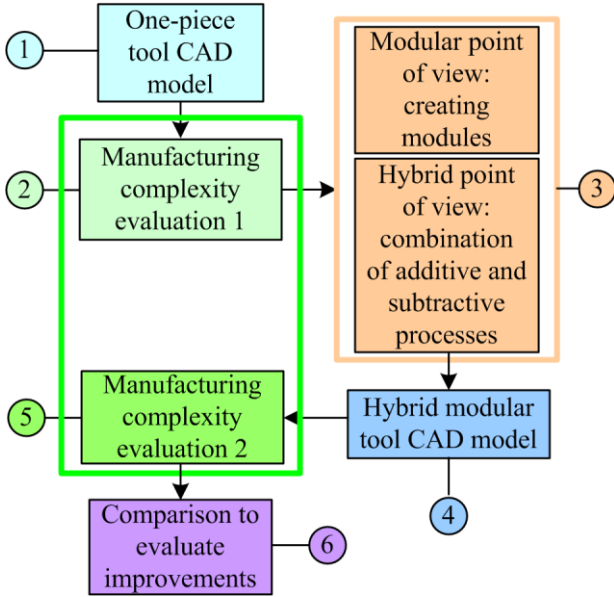 1
One-piece
tool CAD
model
2
Manufacturing
complexity
evaluation 1
Modular point
of view:
creating
modules
Hybrid point
of view:
combination
of additive and
subtractive
processes
3
Hybrid modular
tool CAD model
4
5
Manufacturing
complexity
evaluation 2
Comparison to
evaluate
improvements
6